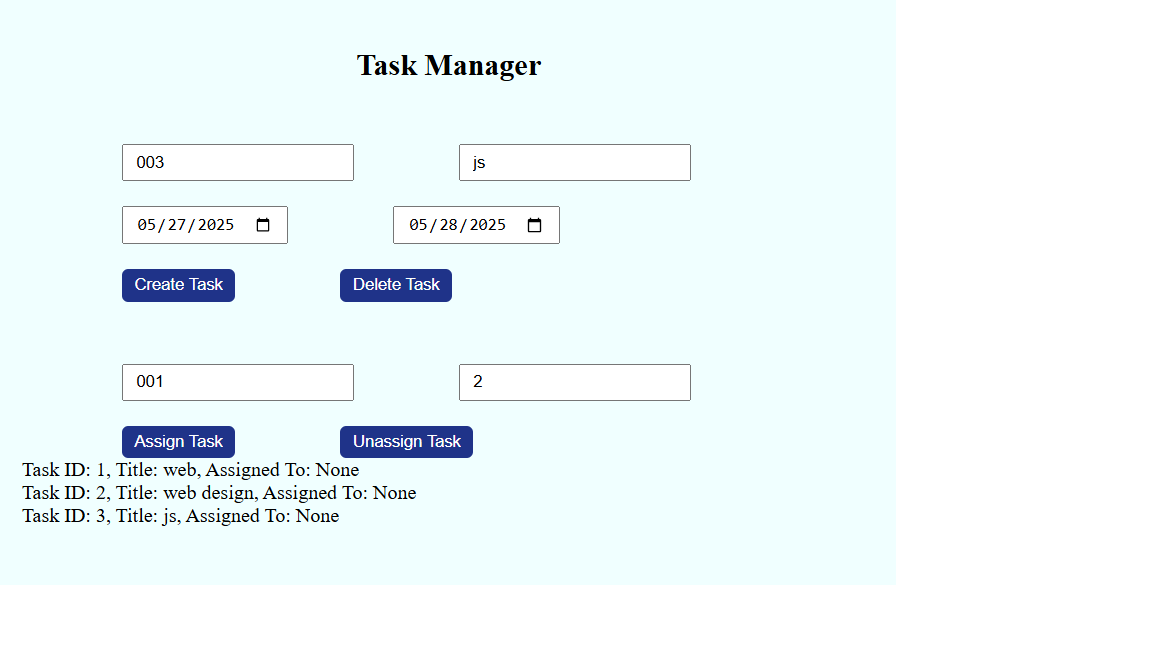 Task Manager
003 js
05/27/2025 05/28/2025
Create Task Delete Task
001 2
Assign Task Unassign Task
Task ID: 1, Title: web, Assigned To: None
Task ID: 2, Title: web design, Assigned To: None
Task ID: 3, Title: js, Assigned To: None